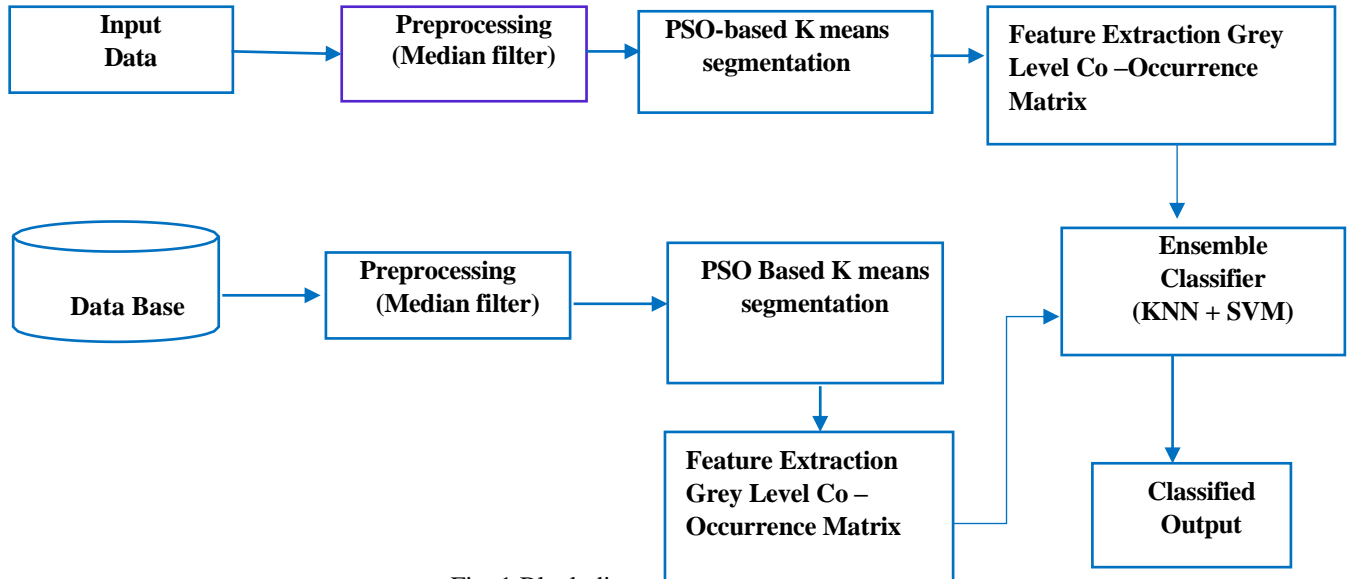 Input
Data
Preprocessing
(Median filter)
PSO-based K means
segmentation
Feature Extraction Grey
Level Co –Occurrence
Matrix
Data Base
Preprocessing
(Median filter)
PSO Based K means
segmentation
Ensemble
Classifier
(KNN + SVM)
Feature Extraction
Grey Level Co –
Occurrence Matrix
Classified
Output